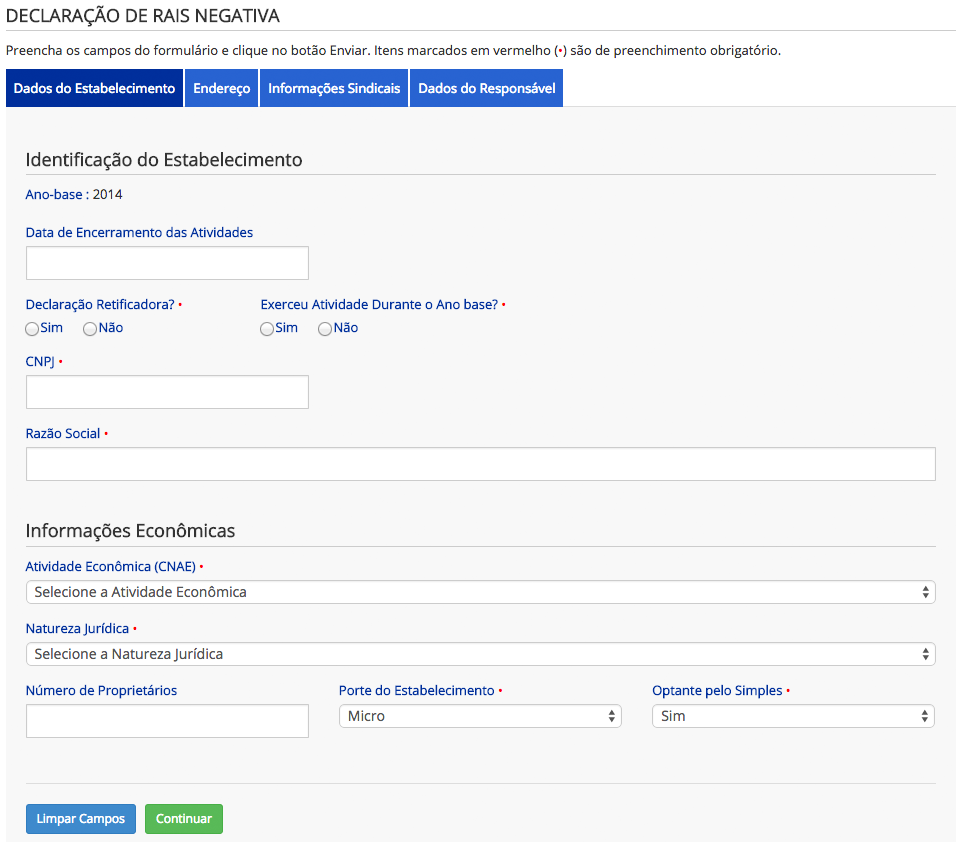 DECLARAÇÃO DE RAIS NEGATIVA
Preencha os campos do formulário e clique no botão Enviar. Itens marcados em vermelho (•) são de preenchimento obrigatório.
Dados do Estabelecimento Endereço Informações Sindicais Dados do Responsável
Identificação do Estabelecimento
Ano-base : 2014
Data de Encerramento das Atividades
Declaração Retificadora? • Exerceu Atividade Durante o Ano base? •
Sim Não Sim Não
CNPJ •
Razão Social •
Informações Econômicas
Atividade Econômica (CNAE) •
Selecione a Atividade Econômica
Natureza Jurídica •
Selecione a Natureza Jurídica
Número de Proprietários Porte do Estabelecimento • Optante pelo Simples •
Micro Sim
Limpar Campos Continuar